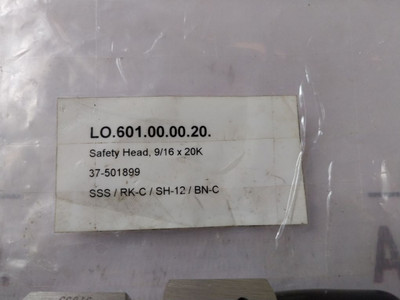 LO.601.00.00.20.
Safety Head, 9/16 x 20K
37-501899
SSS / RK-C / SH-12 / BN-C